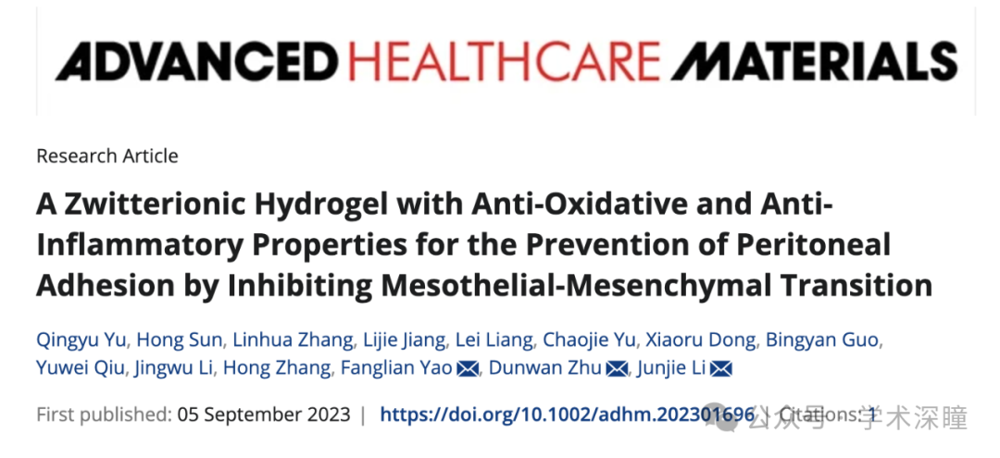 ADVANCED HEALTHCARE MATERIALS
Research Article
A Zwitterionic Hydrogel with Anti-Oxidative and Anti-
Inflammatory Properties for the Prevention of Peritoneal
Adhesion by Inhibiting Mesothelial-Mesenchymal Transition
Qingyu Yu, Hong Sun, Linhua Zhang, Lijie Jiang, Lei Liang, Chaojie Yu, Xiaoru Dong, Bingyan Guo,
Yuwei Qiu, Jingwu Li, Hong Zhang, Fanglian Yao, Dunwan Zhu, Junjie Li
First published: 05 September 2023 | https://doi.org/10.1002/adhm.202301696 | Citations: 1
公众号 · 学术深瞳